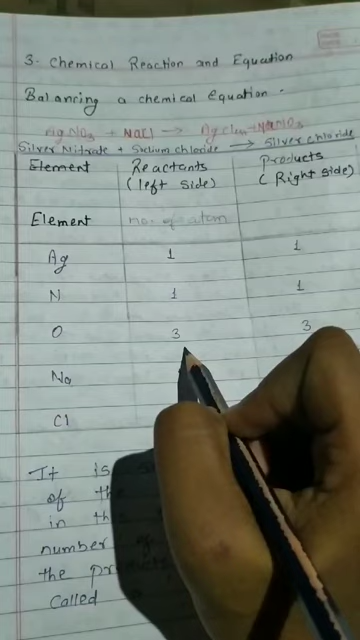 3. Chemical Reaction and Equation
Balancing a chemical equation.
AgNO3 + NaCl → AgCl + NaNO3
Silver Nitrate + Sodium chloride → Silver chloride
Element Reactants Products
(left side) (Right side)
Element no. of atom
Ag 1 1
N 1 1
O 3 3
Na
Cl
It is
of the
in the
number of
the
called